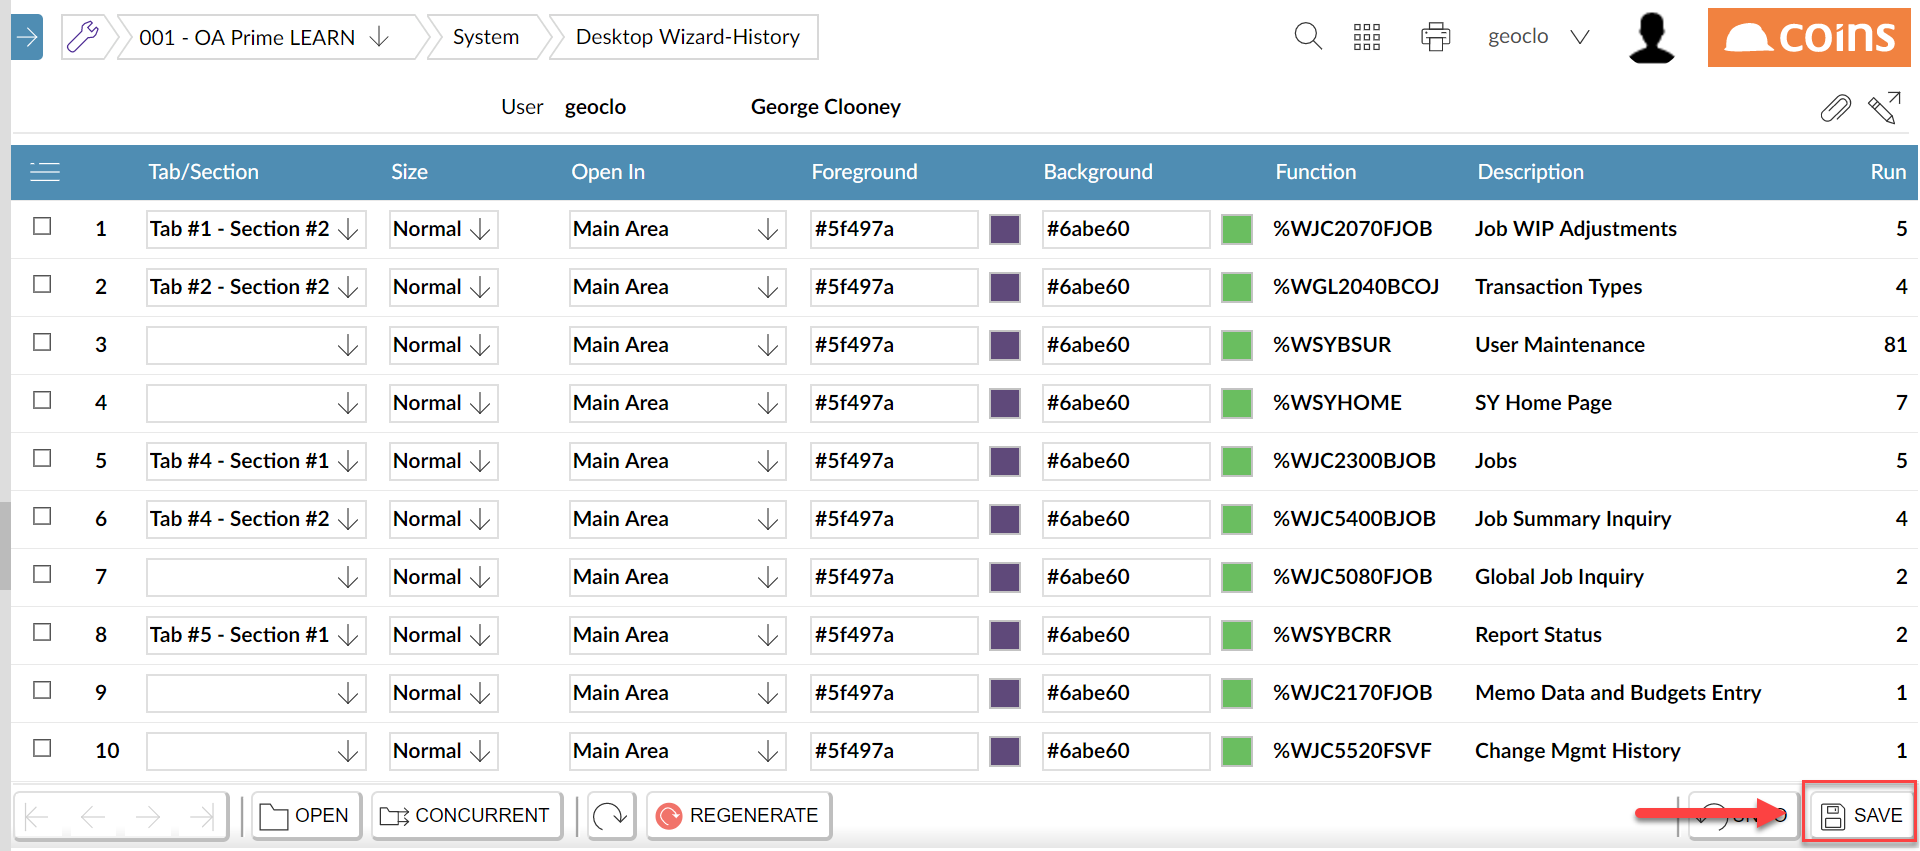 001 - OA Prime LEARN System Desktop Wizard-History geoclo coins
User geoclo George Clooney
Tab/Section Size Open In Foreground Background Function Description Run
1 Tab #1 - Section #2 Normal Main Area #5f497a #6abe60 %WJC2070FJOB Job WIP Adjustments 5
2 Tab #2 - Section #2 Normal Main Area #5f497a #6abe60 %WGL2040BCOJ Transaction Types 4
3 Normal Main Area #5f497a #6abe60 %WSYBSUR User Maintenance 81
4 Normal Main Area #5f497a #6abe60 %WSYHOME SY Home Page 7
5 Tab #4 - Section #1 Normal Main Area #5f497a #6abe60 %WJC2300BJOB Jobs 5
6 Tab #4 - Section #2 Normal Main Area #5f497a #6abe60 %WJC5400BJOB Job Summary Inquiry 4
7 Normal Main Area #5f497a #6abe60 %WJC5080FJOB Global Job Inquiry 2
8 Tab #5 - Section #1 Normal Main Area #5f497a #6abe60 %WSYBCRR Report Status 2
9 Normal Main Area #5f497a #6abe60 %WJC2170FJOB Memo Data and Budgets Entry 1
10 Normal Main Area #5f497a #6abe60 %WJC5520FSVF Change Mgmt History 1
OPEN CONCURRENT REGENERATE SAVE